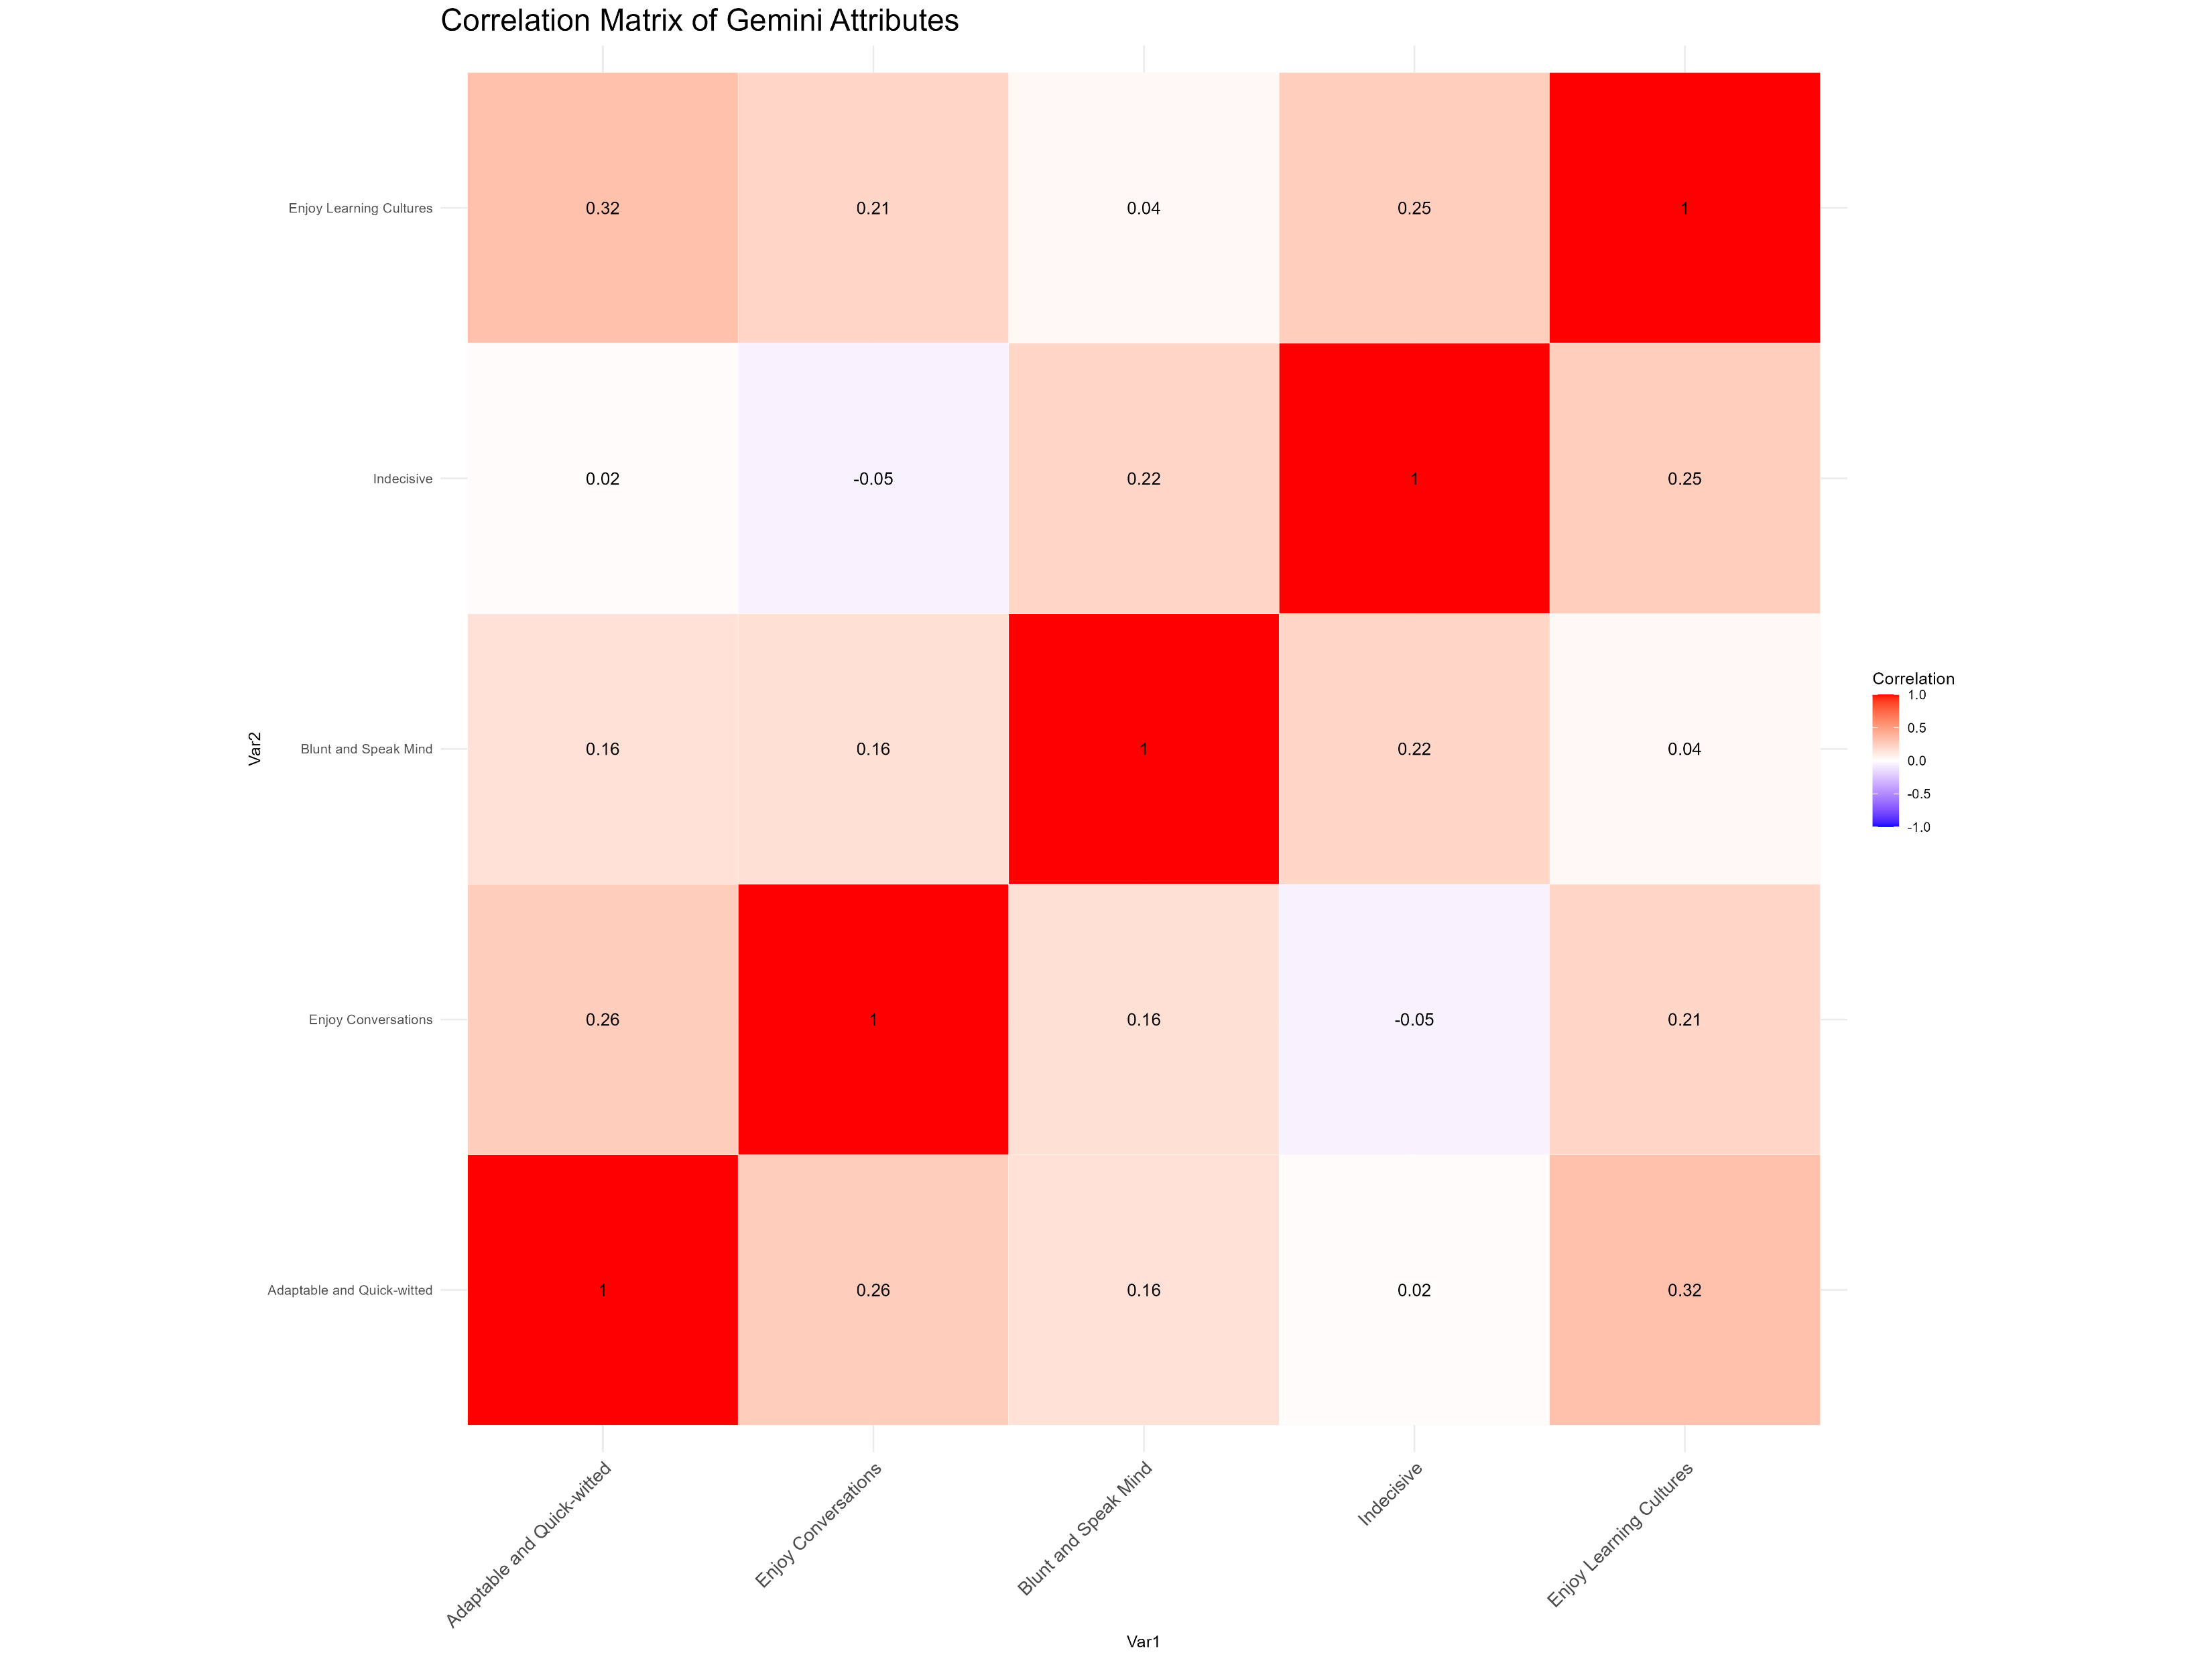 Correlation Matrix of Gemini Attributes
Enjoy Learning Cultures
0.32 0.21 0.04 0.25 1
Indecisive
0.02 -0.05 0.22 1 0.25
Correlation
1.0
0.5
0.0
-0.5
-1.0
Var2
Blunt and Speak Mind
0.16 0.16 1 0.22 0.04
Enjoy Conversations
0.26 1 0.16 -0.05 0.21
Adaptable and Quick-witted
1 0.26 0.16 0.02 0.32
Adaptable and Quick-witted
Enjoy Conversations
Blunt and Speak Mind
Indecisive
Enjoy Learning Cultures
Var1